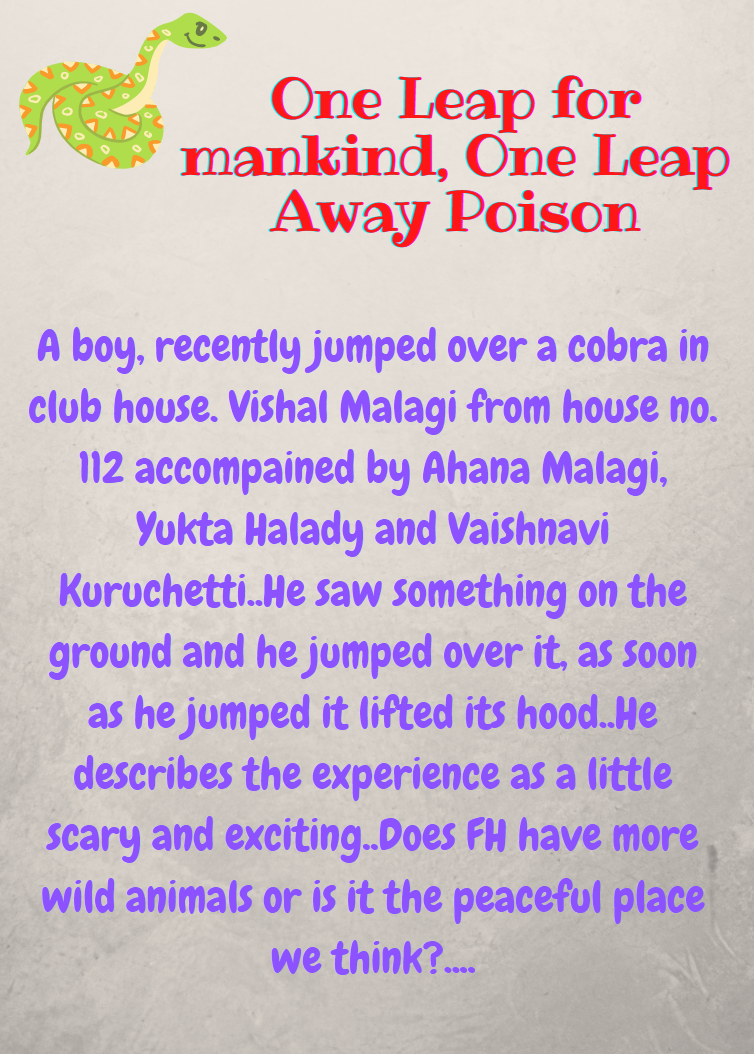 One Leap for
mankind, One Leap
Away Poison
A boy, recently jumped over a cobra in
club house. Vishal Malagi from house no.
112 accompained by Ahana Malagi,
Yukta Halady and Vaishnavi
Kuruchetti..He saw something on the
ground and he jumped over it, as soon
as he jumped it lifted its hood..He
describes the experience as a little
scary and exciting..Does FH have more
wild animals or is it the peaceful place
we think?....